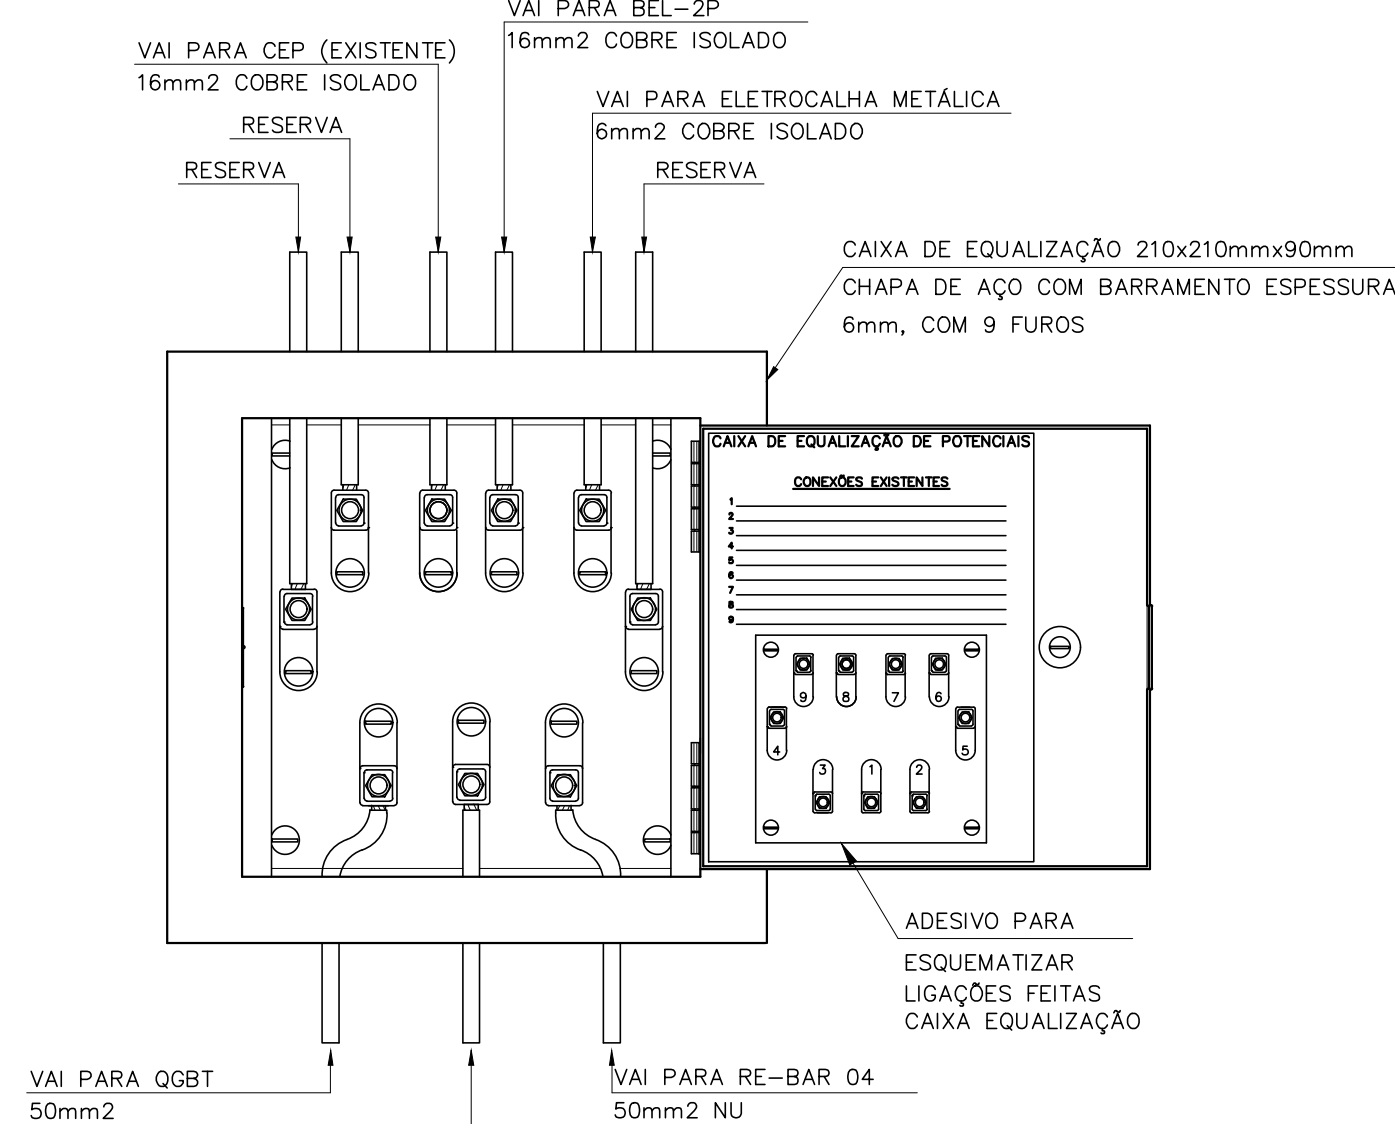 VAI PARA BEL-2P
16mm2 COBRE ISOLADO
VAI PARA CEP (EXISTENTE)
16mm2 COBRE ISOLADO
VAI PARA ELETROCALHA METÁLICA
6mm2 COBRE ISOLADO
RESERVA
RESERVA
RESERVA
CAIXA DE EQUALIZAÇÃO 210x210mmx90mm
CHAPA DE AÇO COM BARRAMENTO ESPESSURA
6mm, COM 9 FUROS
CAIXA DE EQUALIZAÇÃO DE POTENCIAIS
CONEXÕES EXISTENTES
1
2
3
4
5
6
7
8
9
9 8 7 6
4 5
3 1 2
ADESIVO PARA
ESQUEMATIZAR
LIGAÇÕES FEITAS
CAIXA EQUALIZAÇÃO
VAI PARA QGBT
50mm2
VAI PARA RE-BAR 04
50mm2 NU